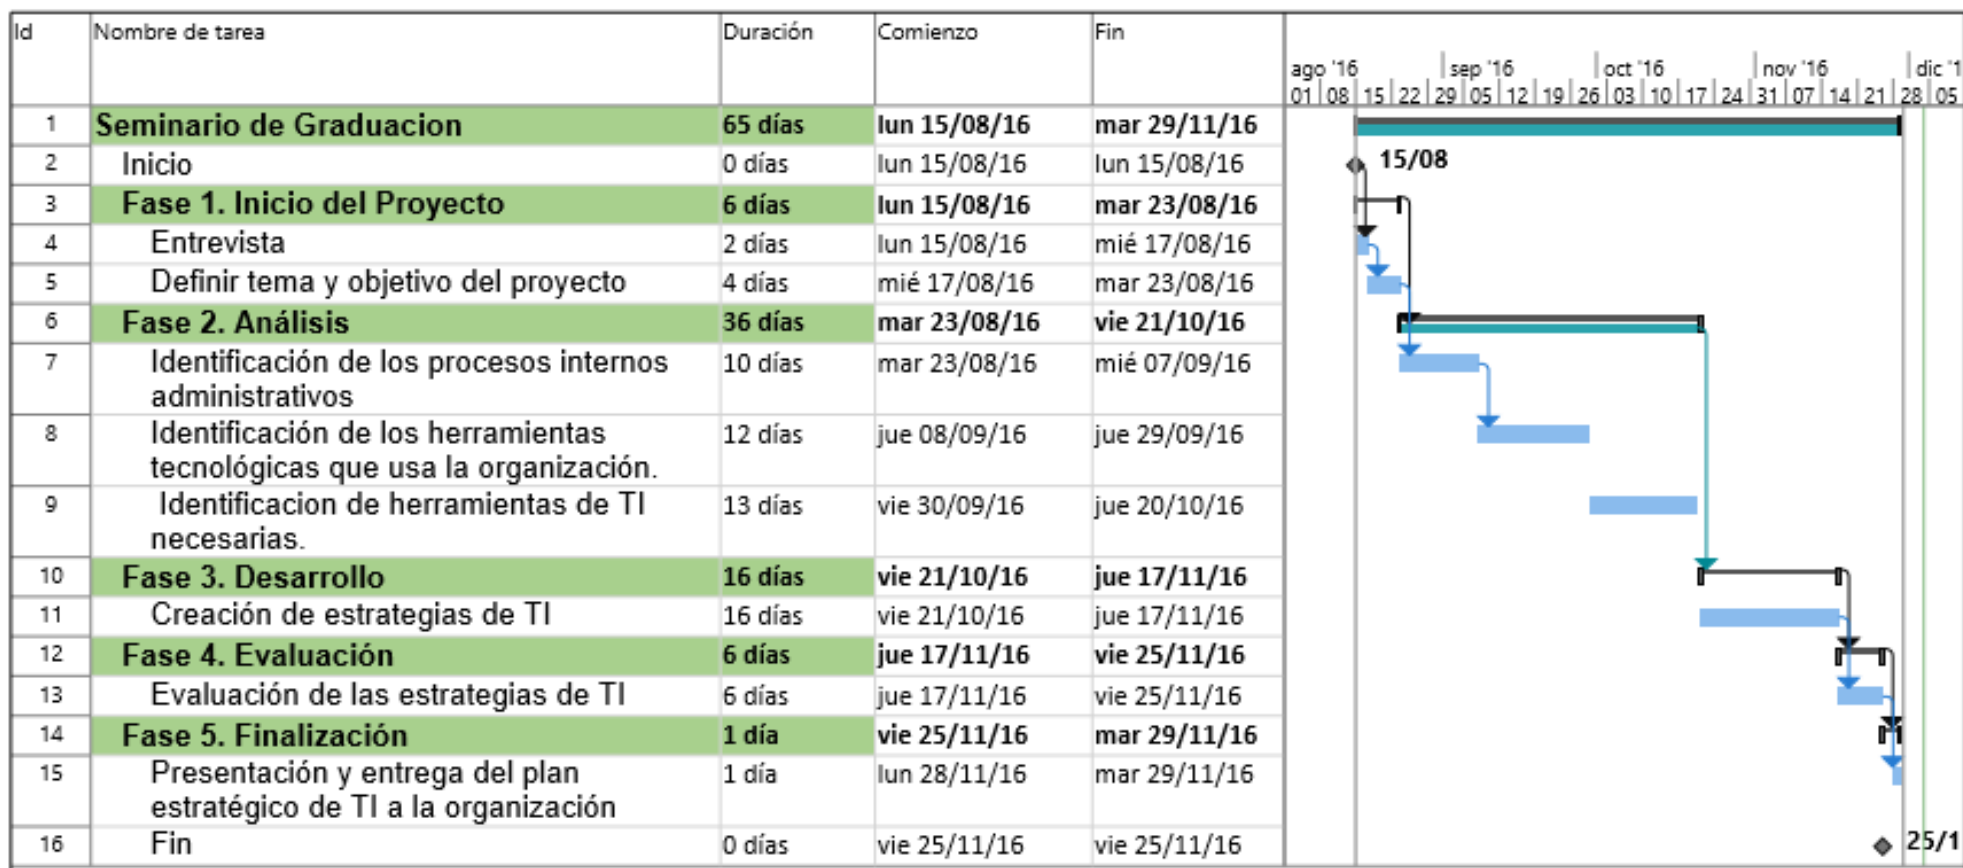 Id Nombre de tarea Duración Comienzo Fin
ago '16 sep '16 oct '16 nov '16 dic '1
01 08 15 22 29 05 12 19 26 03 10 17 24 31 07 14 21 28 05
1 Seminario de Graduacion 65 días lun 15/08/16 mar 29/11/16
2 Inicio 0 días lun 15/08/16 lun 15/08/16 15/08
3 Fase 1. Inicio del Proyecto 6 días lun 15/08/16 mar 23/08/16
4 Entrevista 2 días lun 15/08/16 mié 17/08/16
5 Definir tema y objetivo del proyecto 4 días mié 17/08/16 mar 23/08/16
6 Fase 2. Análisis 36 días mar 23/08/16 vie 21/10/16
7 Identificación de los procesos internos 10 días mar 23/08/16 mié 07/09/16
administrativos
8 Identificación de los herramientas 12 días jue 08/09/16 jue 29/09/16
tecnológicas que usa la organización.
9 Identificacion de herramientas de TI 13 días vie 30/09/16 jue 20/10/16
necesarias.
10 Fase 3. Desarrollo 16 días vie 21/10/16 jue 17/11/16
11 Creación de estrategias de TI 16 días vie 21/10/16 jue 17/11/16
12 Fase 4. Evaluación 6 días jue 17/11/16 vie 25/11/16
13 Evaluación de las estrategias de TI 6 días jue 17/11/16 vie 25/11/16
14 Fase 5. Finalización 1 día vie 25/11/16 mar 29/11/16
15 Presentación y entrega del plan 1 día lun 28/11/16 mar 29/11/16
estratégico de TI a la organización
16 Fin 0 días vie 25/11/16 vie 25/11/16 25/1